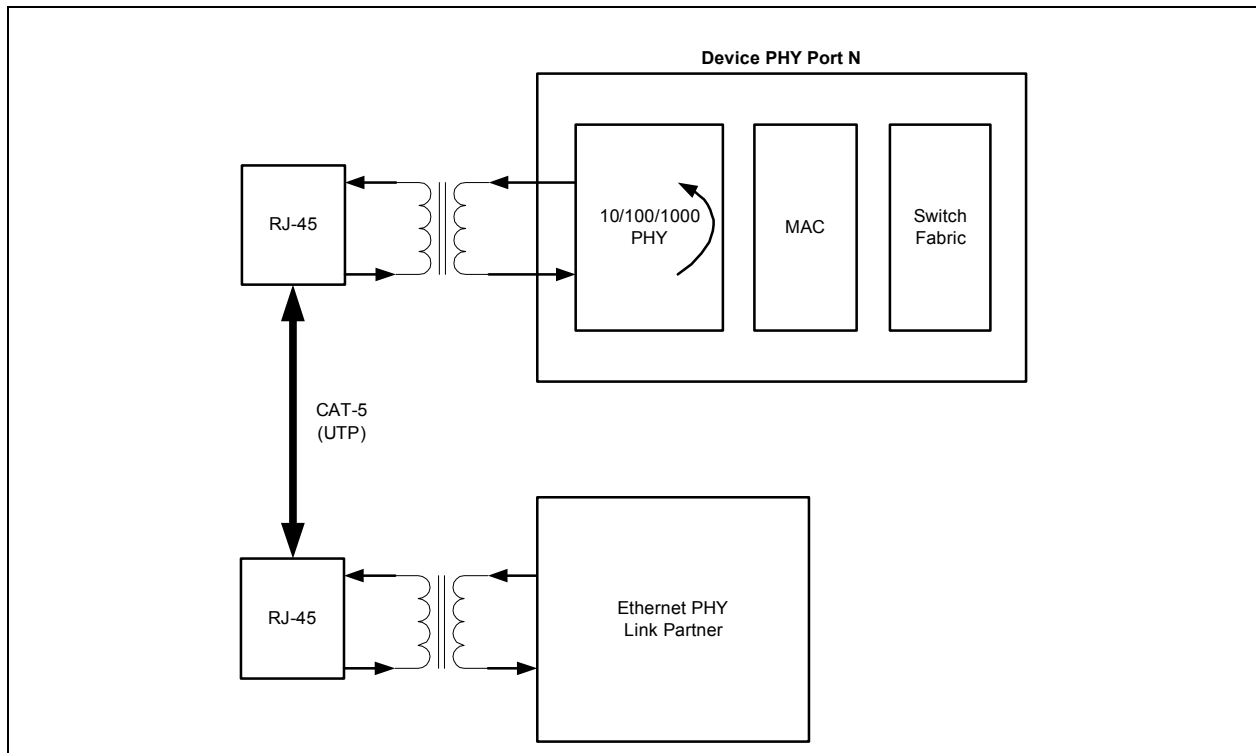 Device PHY Port N
RJ-45
10/100/1000
PHY
MAC
Switch
Fabric
CAT-5
(UTP)
RJ-45
Ethernet PHY
Link Partner